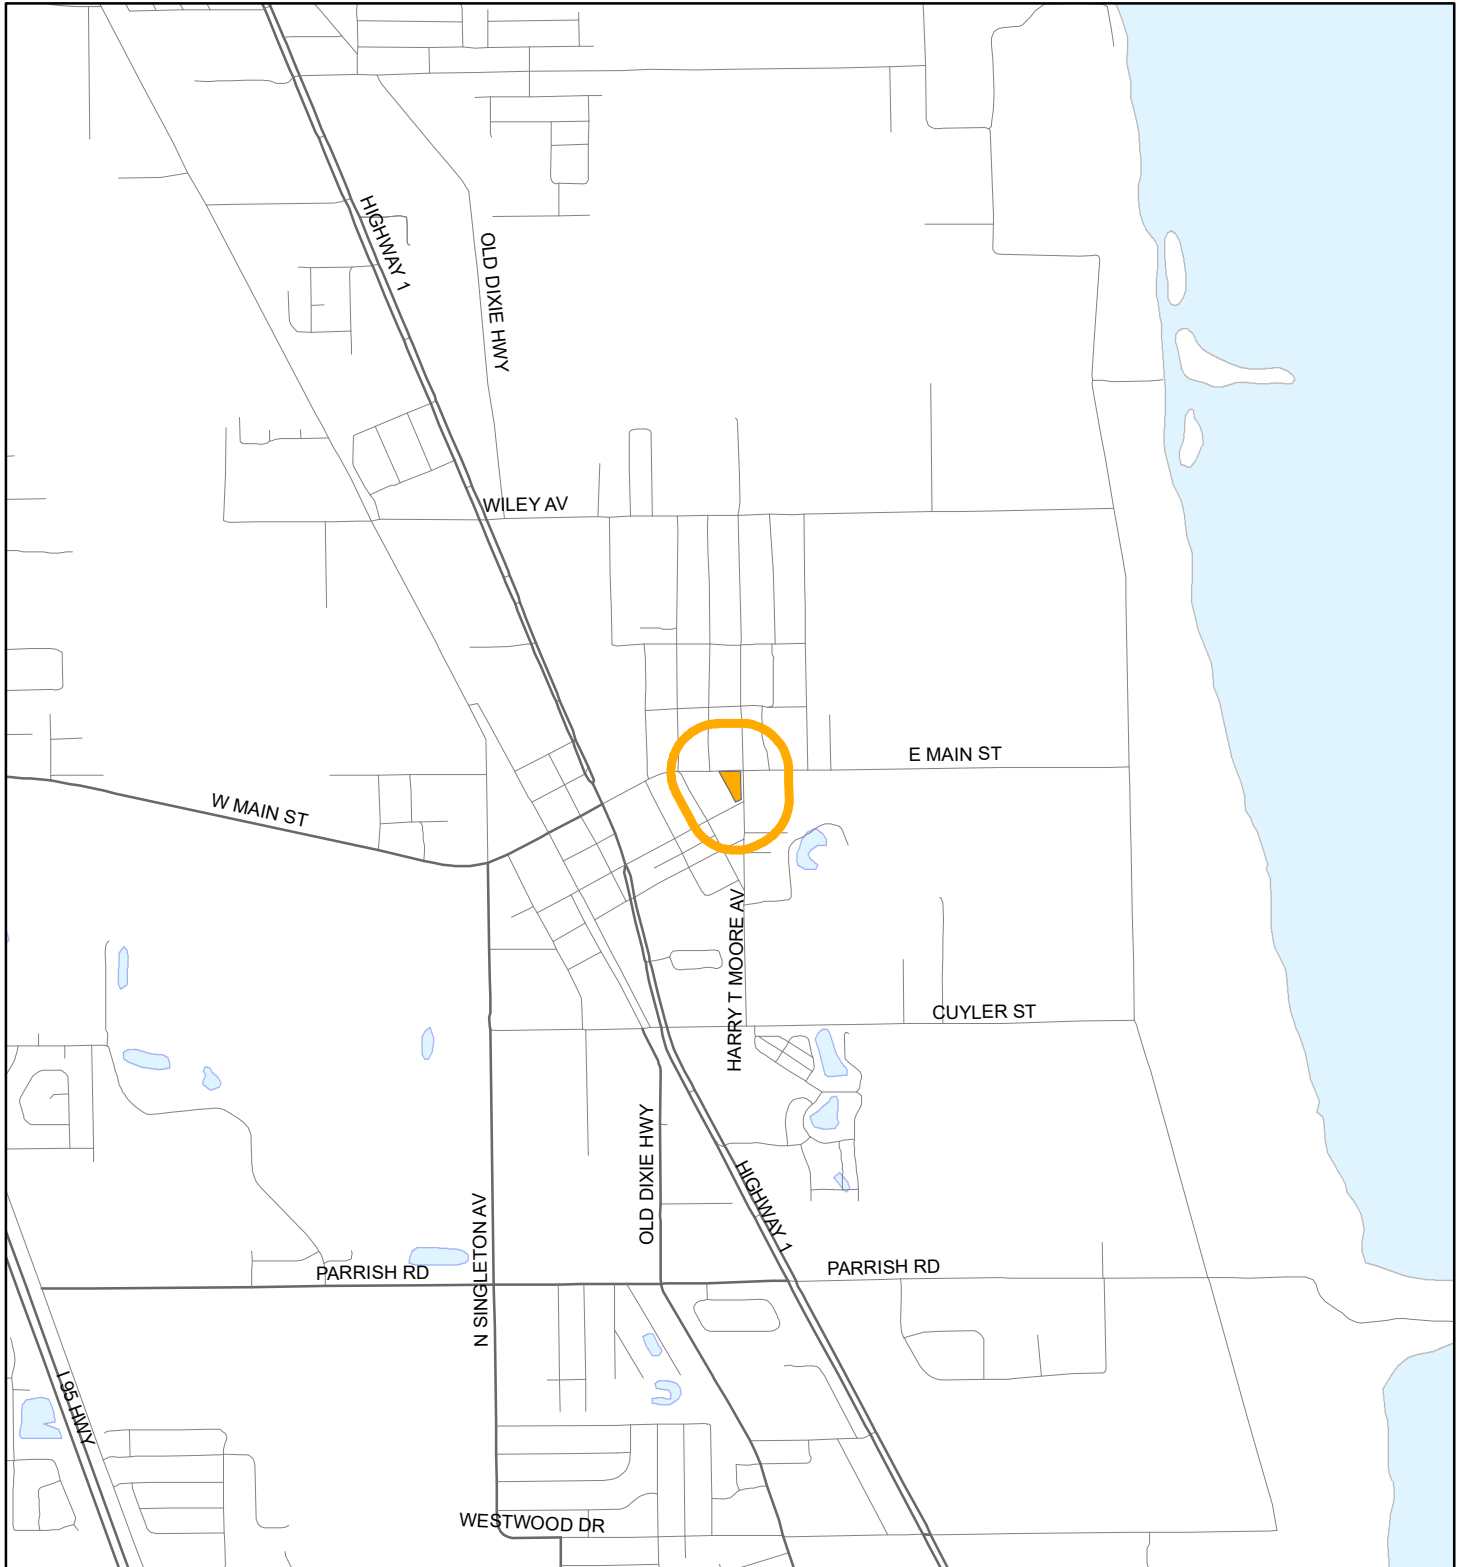 HIGHWAY 1
OLD DIXIE HWY
WILEY AV
E MAIN ST
W MAIN ST
HARRY T MOORE AV
CUYLER ST
OLD DIXIE HWY
HIGHWAY 1
N SINGLETON AV
PARRISH RD
PARRISH RD
I 95 HWY
WESTWOOD DR